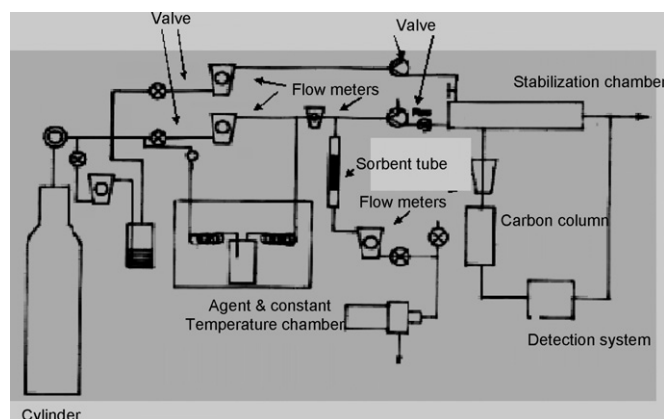 Valve
Valve
Stabilization chamber
Flow meters
Sorbent tube
Flow meters
Carbon column
Agent & constant
Temperature chamber
Detection system
Cylinder